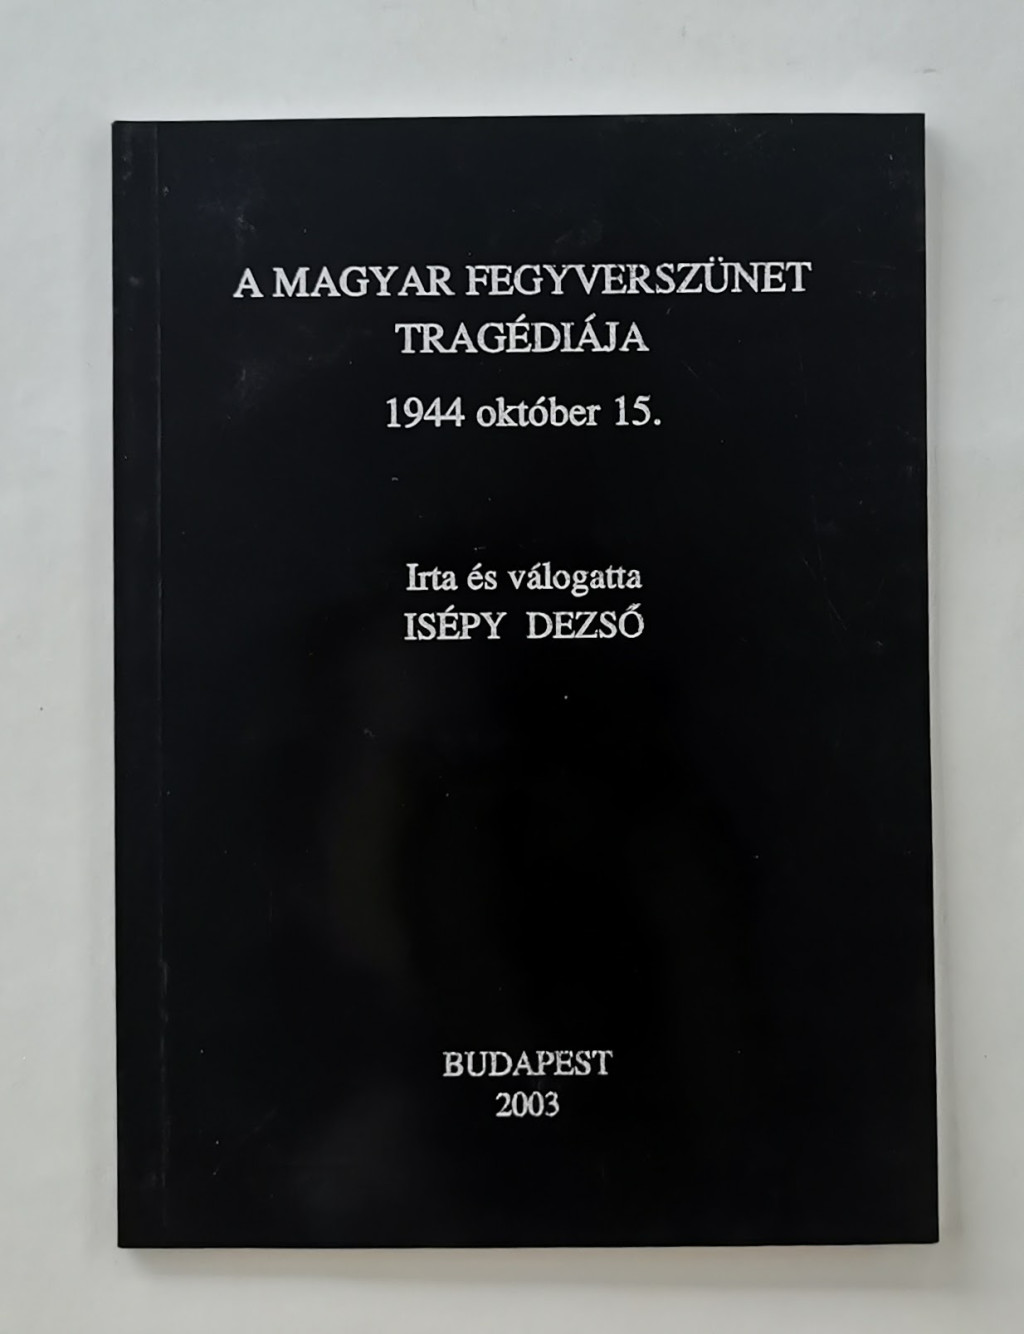 A MAGYAR FEGYVERSZÜNET
TRAGÉDIÁJA
1944 október 15.
Irta és válogatta
ISÉPY DEZSŐ
BUDAPEST
2003